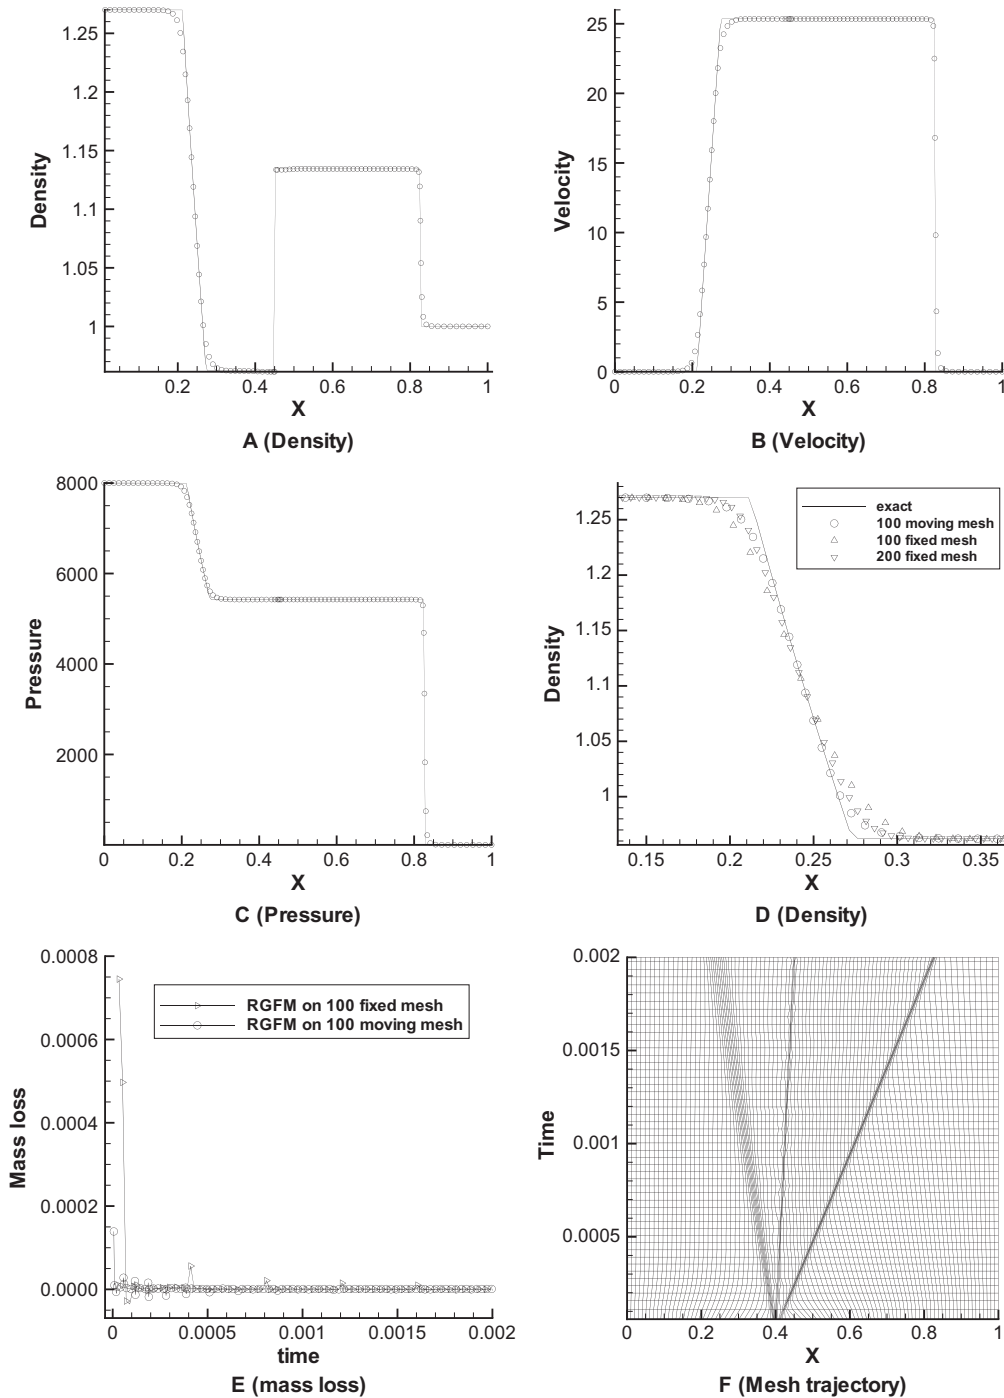 1.25
1.2
1.15
1.1
1.05
1
Density
0.2
0.4
0.6
0.8
1
X
A (Density)
25
20
15
10
5
0
Velocity
0
0.2
0.4
0.6
0.8
1
X
B (Velocity)
8000
6000
4000
2000
Pressure
0
0.2
0.4
0.6
0.8
1
X
C (Pressure)
1.25
1.2
1.15
1.1
1.05
1
Density
exact
100 moving mesh
100 fixed mesh
200 fixed mesh
0.15
0.2
0.25
0.3
0.35
X
D (Density)
0.0008
0.0006
0.0004
0.0002
0.0000
Mass loss
RGFM on 100 fixed mesh
RGFM on 100 moving mesh
0
0.0005
0.001
0.0015
0.002
time
E (mass loss)
0.002
0.0015
0.001
0.0005
Time
0
0.2
0.4
0.6
0.8
1
X
F (Mesh trajectory)